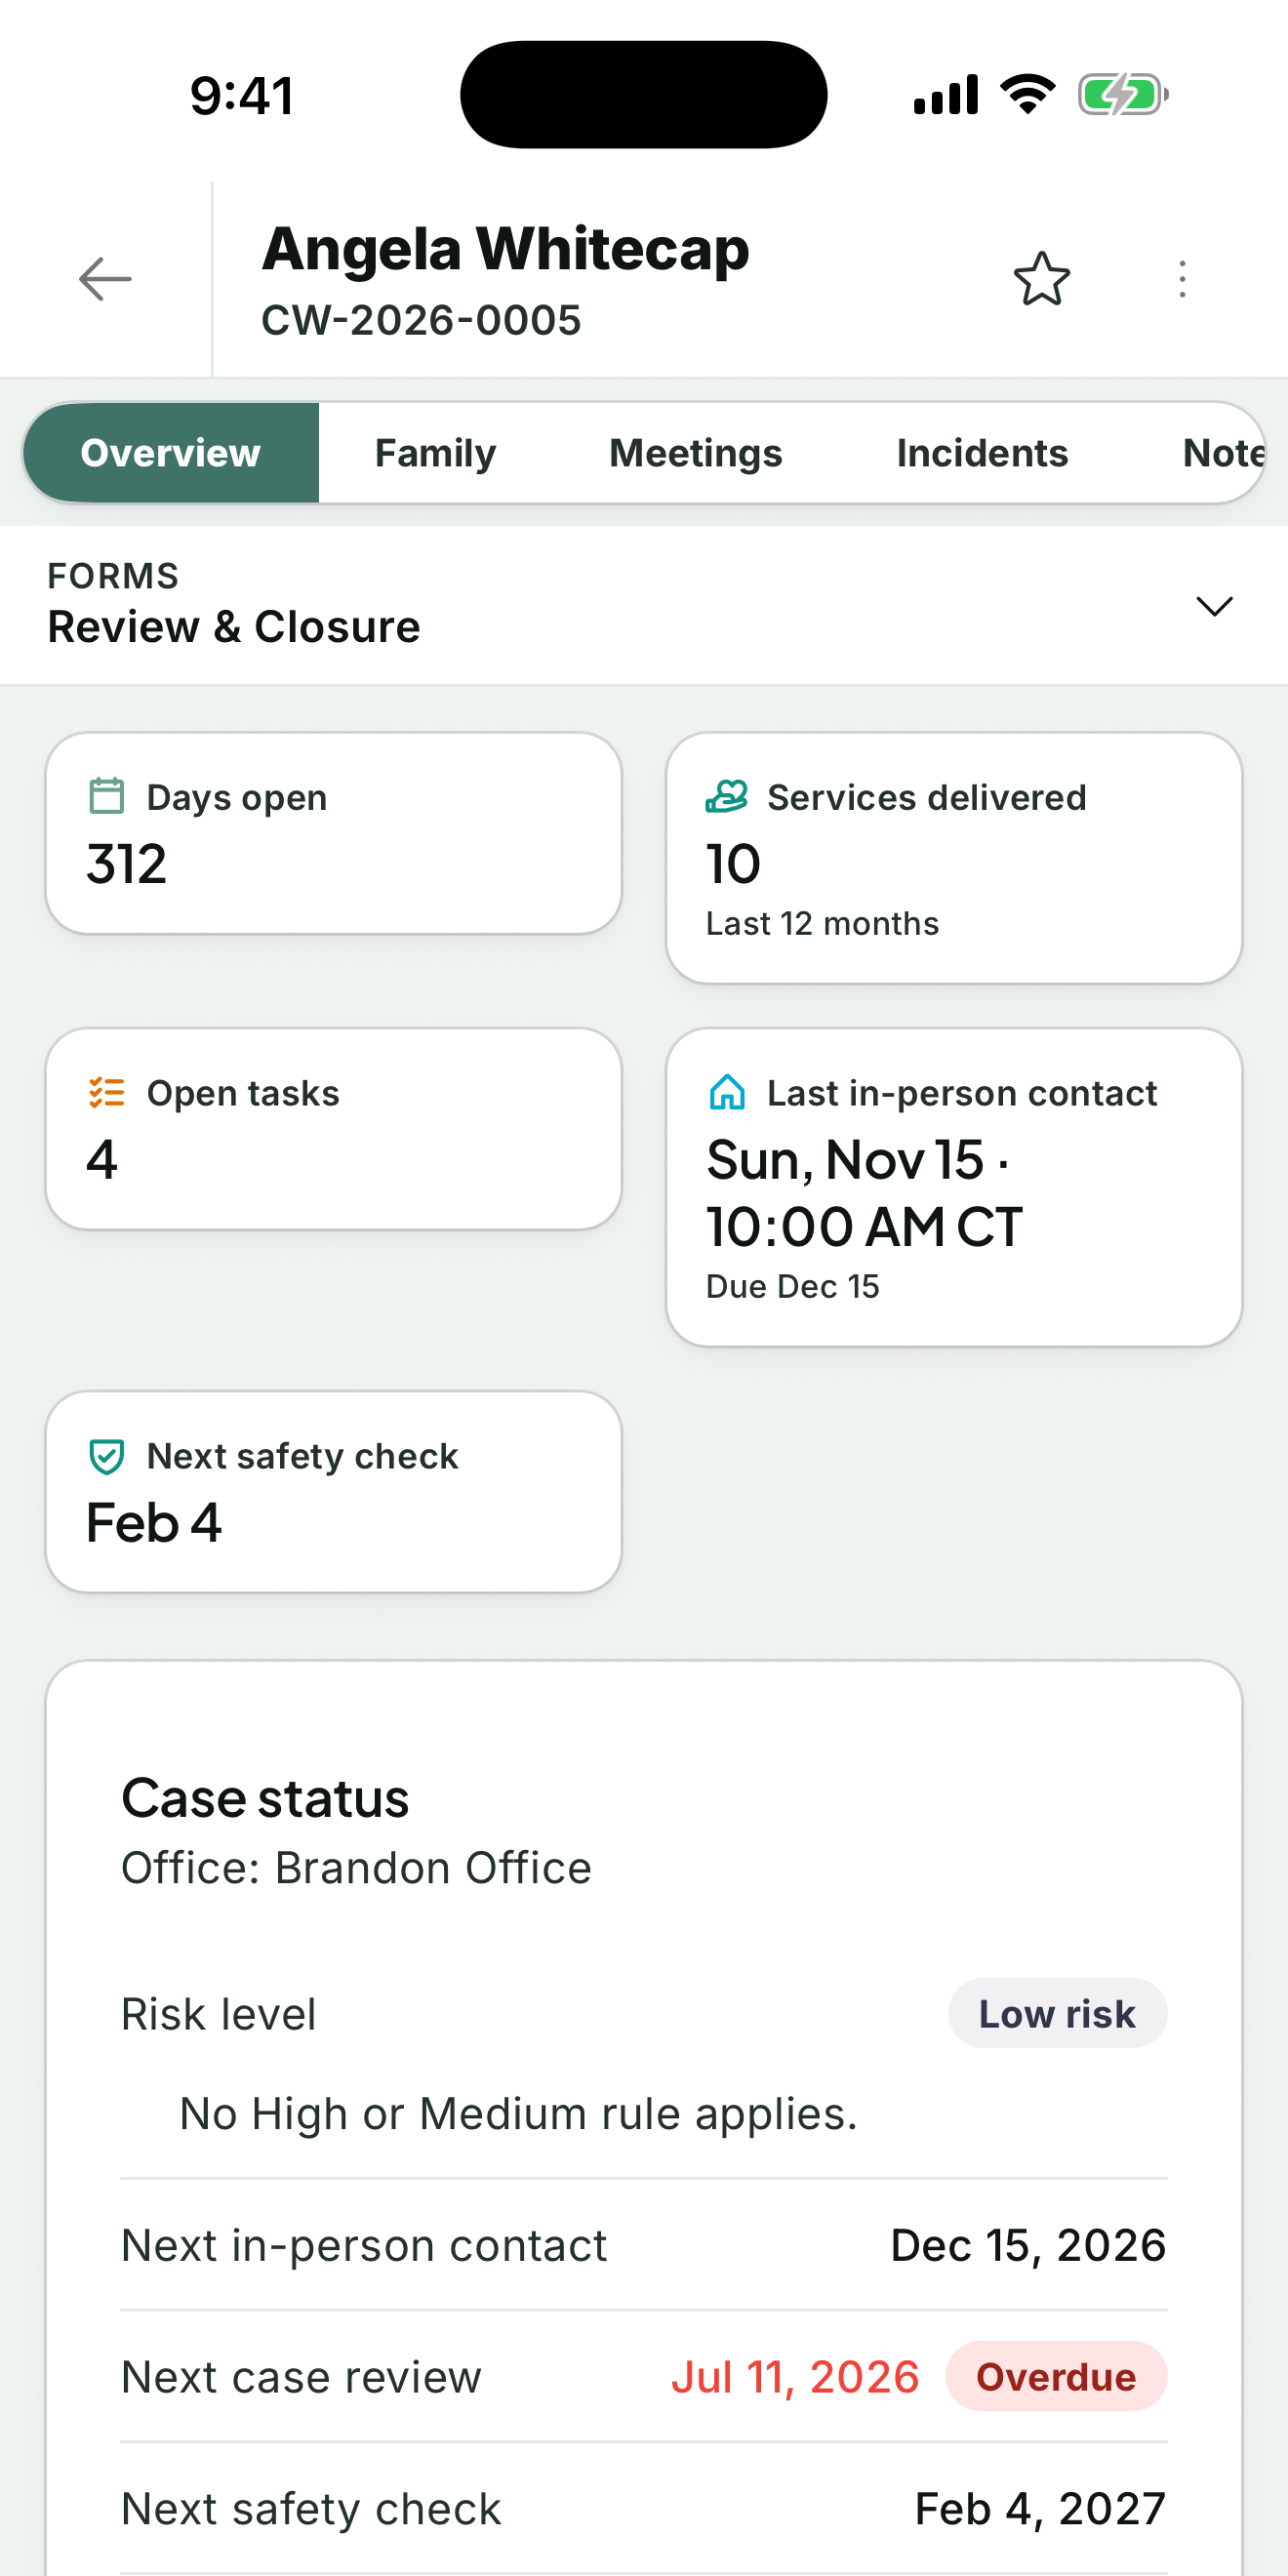 9:41
Angela Whitecap
CW-2026-0005
Overview
Family
Meetings
Incidents
Note
FORMS
Review & Closure
Days open
312
Services delivered
10
Last 12 months
Open tasks
4
Last in-person contact
Sun, Nov 15 ·
10:00 AM CT
Due Dec 15
Next safety check
Feb 4
Case status
Office: Brandon Office
Risk level
Low risk
No High or Medium rule applies.
Next in-person contact
Dec 15, 2026
Next case review
Jul 11, 2026
Overdue
Next safety check
Feb 4, 2027